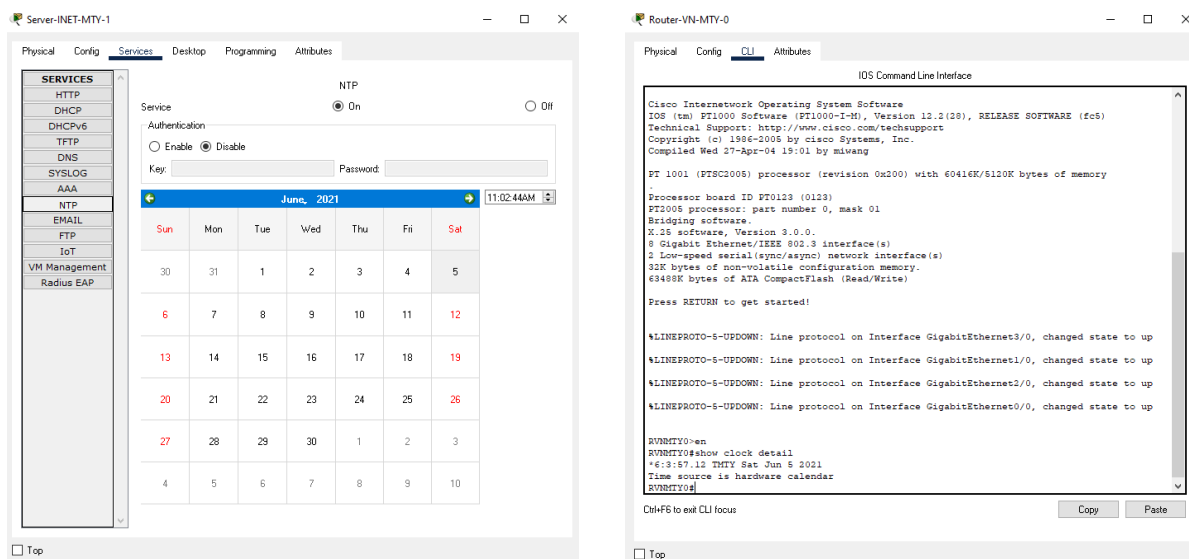 Server-INET-MTY-1
Physical Config Services Desktop Programming Attributes
SERVICES
HTTP
DHCP
DHCPv6
TFTP
DNS
SYSLOG
AAA
NTP
EMAIL
FTP
IoT
VM Management
Radius EAP
NTP
Service On Off
Authentication
Enable Disable
Key: Password:
June, 2021 11:02:44AM
Sun Mon Tue Wed Thu Fri Sat
30 31 1 2 3 4 5
6 7 8 9 10 11 12
13 14 15 16 17 18 19
20 21 22 23 24 25 26
27 28 29 30 1 2 3
4 5 6 7 8 9 10
Top
Router-VN-MTY-0
Physical Config CLI Attributes
IOS Command Line Interface
Cisco Internetwork Operating System Software
IOS (tm) PT1000 Software (PT1000-I-M), Version 12.2(28), RELEASE SOFTWARE (fc5)
Technical Support: http://www.cisco.com/techsupport
Copyright (c) 1986-2005 by cisco Systems, Inc.
Compiled Wed 27-Apr-04 19:01 by miwang
PT 1001 (PTSC2005) processor (revision 0x200) with 60416K/5120K bytes of memory
.
Processor board ID PT0123 (0123)
PT2005 processor: part number 0, mask 01
Bridging software.
X.25 software, Version 3.0.0.
8 Gigabit Ethernet/IEEE 802.3 interface(s)
2 Low-speed serial(sync/async) network interface(s)
32K bytes of non-volatile configuration memory.
63488K bytes of ATA CompactFlash (Read/Write)
Press RETURN to get started!
%LINEPROTO-5-UPDOWN: Line protocol on Interface GigabitEthernet3/0, changed state to up
%LINEPROTO-5-UPDOWN: Line protocol on Interface GigabitEthernet1/0, changed state to up
%LINEPROTO-5-UPDOWN: Line protocol on Interface GigabitEthernet2/0, changed state to up
%LINEPROTO-5-UPDOWN: Line protocol on Interface GigabitEthernet0/0, changed state to up
RVNMTY0>en
RVNMTY0#show clock detail
*6:3:57.12 TMTY Sat Jun 5 2021
Time source is hardware calendar
RVNMTY0#
Ctrl+F6 to exit CLI focus Copy Paste
Top